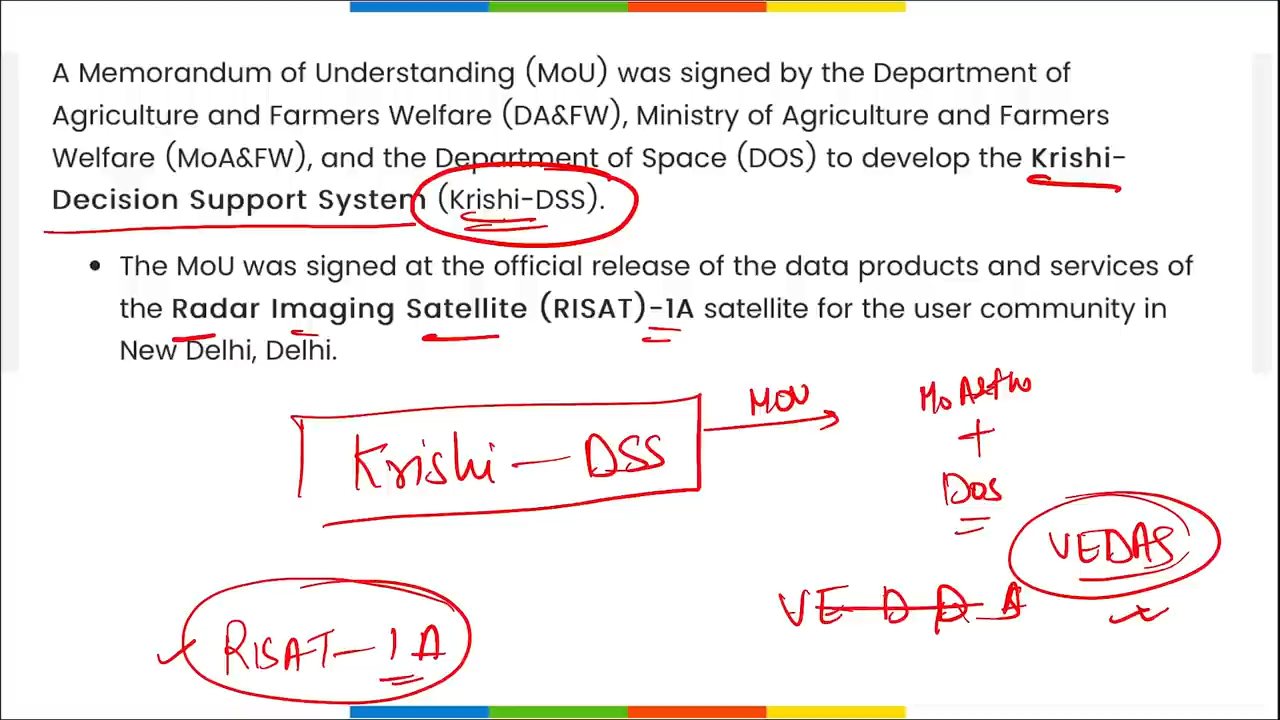 A Memorandum of Understanding (MoU) was signed by the Department of
Agriculture and Farmers Welfare (DA&FW), Ministry of Agriculture and Farmers
Welfare (MoA&FW), and the Department of Space (DOS) to develop the Krishi-
Decision Support System (Krishi-DSS).
• The MoU was signed at the official release of the data products and services of
the Radar Imaging Satellite (RISAT)-1A satellite for the user community in
New Delhi, Delhi.
MOU
Krishi - DSS
+
DOS
VEDAS
VE D D A
RISAT - 1A